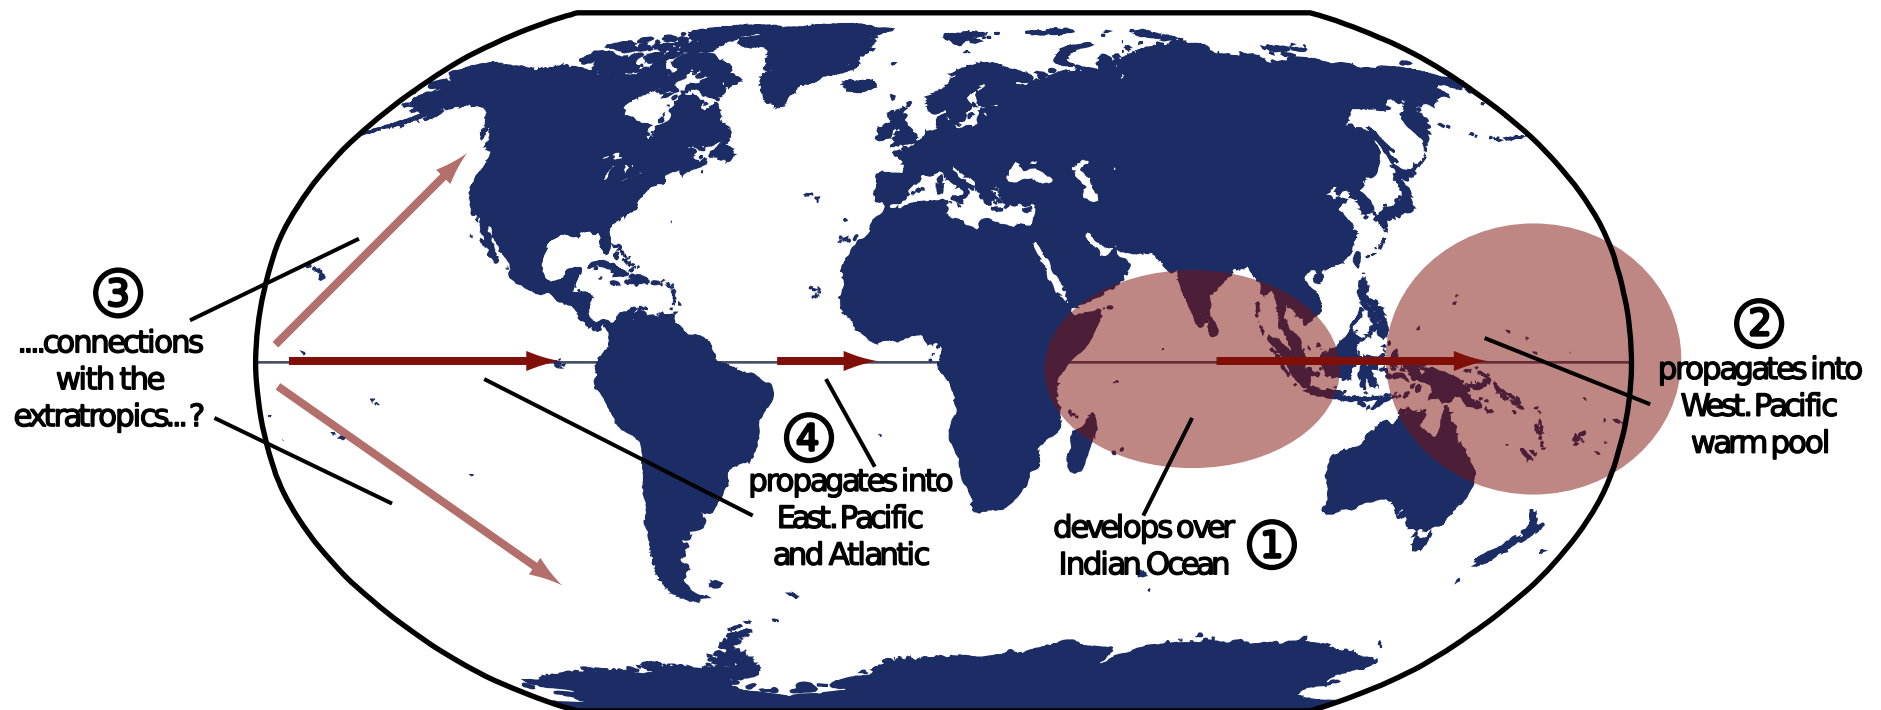 ①
develops over
Indian Ocean
②
propagates into
West. Pacific
warm pool
③
....connections
with the
extratropics...?
④
propagates into
East. Pacific
and Atlantic